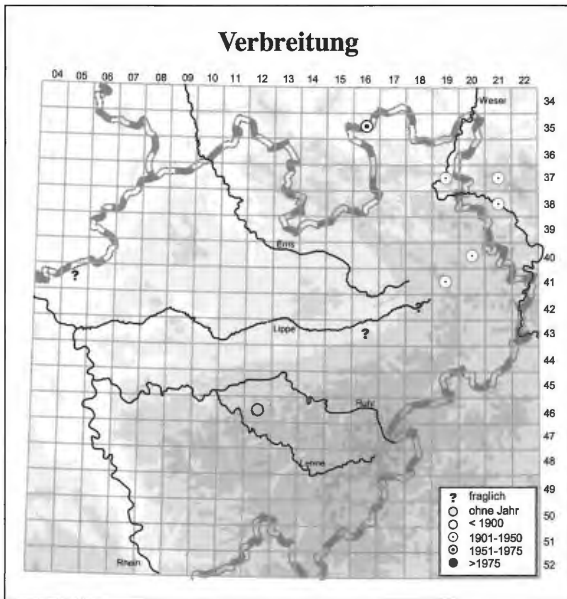 Verbreitung
04 05 06 07 08 09 10 11 12 13 14 15 16 17 18 19 20 21 22
Weser
34
35
36
37
38
Ems
40
?
41
42
Lippe
?
?
43
44
45
Ruhr
46
47
Lenne
48
49
50
51
52
Rhein
? fraglich
ohne Jahr
< 1900
1901-1950
1951-1975
>1975